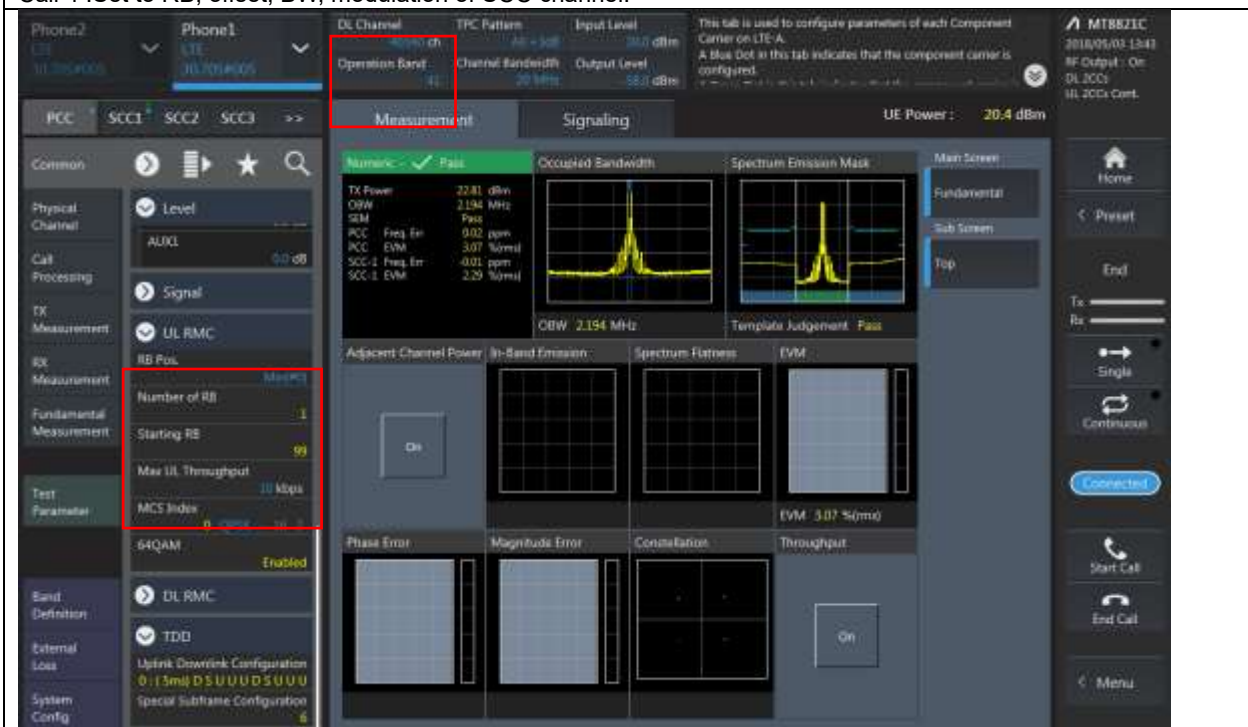 Phone2
Phone1
LTE
LTE
DL Channel
TPC Pattern
Input Level
ch
dBm
Operation Band
Channel Bandwidth
Output Level
41
20 MHz
dBm
This tab is used to configure parameters of each Component
Carrier on LTE-A.
A Blue Dot in this tab indicates that the component carrier is
configured.
MT8821C
2018/05/03 13:43
RF Output : On
DL 2CCs
UL 2CCs Cont.
PCC
SCC1
SCC2
SCC3
>>
Measurement
Signaling
UE Power :
20.4 dBm
Common
Physical
Channel
Call
Processing
TX
Measurement
RX
Measurement
Fundamental
Measurement
Test
Parameter
Band
Definition
External
Loss
System
Config
Level
AUX1
0.0 dB
Signal
UL RMC
RB Pos.
Number of RB
1
Starting RB
99
Max UL Throughput
10 kbps
MCS Index
0
64QAM
Enabled
DL RMC
TDD
Uplink Downlink Configuration
0 : (5ms) D S U U U D S U U U
Special Subframe Configuration
6
Numeric - Pass
TX Power 22.81 dBm
OBW 2.194 MHz
SEM Pass
PCC Freq. Err 0.02 ppm
PCC EVM 3.07 %(rms)
SCC-1 Freq. Err -0.01 ppm
SCC-1 EVM 2.29 %(rms)
Occupied Bandwidth
OBW 2.194 MHz
Spectrum Emission Mask
Template Judgement Pass
Main Screen
Fundamental
Sub Screen
Top
Adjacent Channel Power
In-Band Emission
Spectrum Flatness
EVM
On
EVM 3.07 %(rms)
Phase Error
Magnitude Error
Constellation
Throughput
On
Home
< Preset
End
Tx
Rx
Single
Continuous
Connected
Start Call
End Call
< Menu